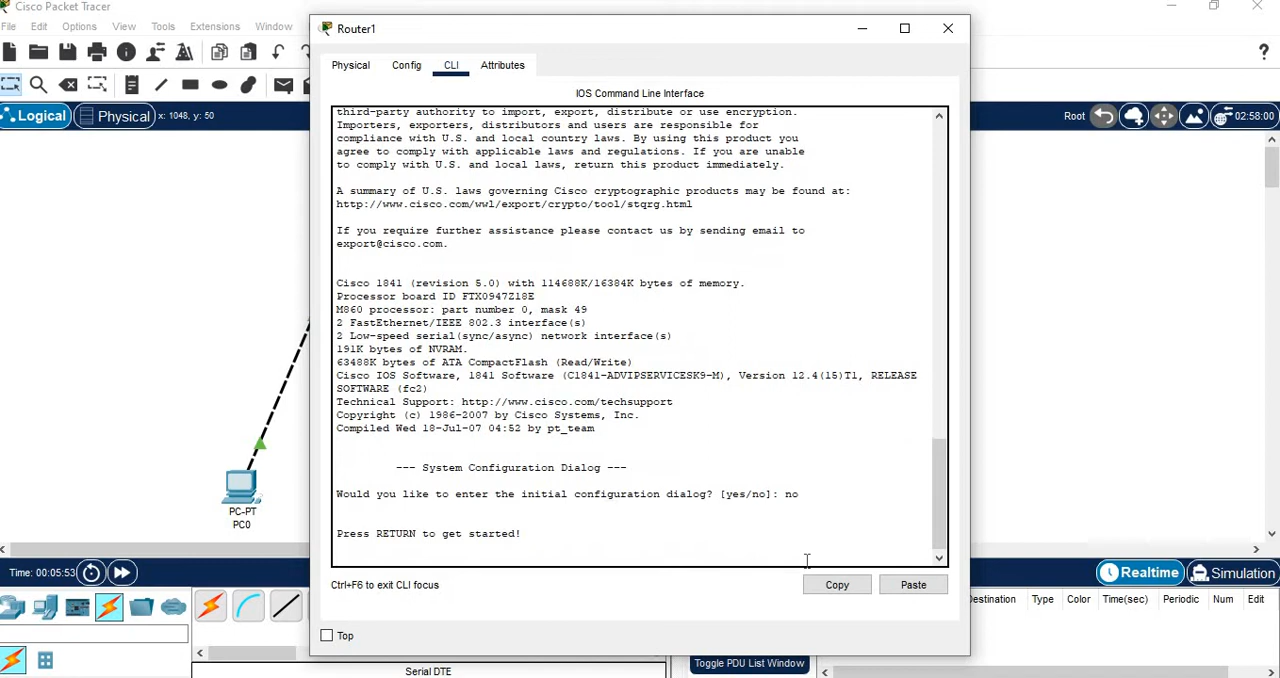 Cisco Packet Tracer
File Edit Options View Tools Extensions Window
Router1
Physical Config CLI Attributes
IOS Command Line Interface
Logical Physical x: 1048, y: 50
Root 02:58:00
third-party authority to import, export, distribute or use encryption.
Importers, exporters, distributors and users are responsible for
compliance with U.S. and local country laws. By using this product you
agree to comply with applicable laws and regulations. If you are unable
to comply with U.S. and local laws, return this product immediately.
A summary of U.S. laws governing Cisco cryptographic products may be found at:
http://www.cisco.com/wwl/export/crypto/tool/stqrg.html
If you require further assistance please contact us by sending email to
export@cisco.com.
Cisco 1841 (revision 5.0) with 114688K/16384K bytes of memory.
Processor board ID FTX0947Z18E
M860 processor: part number 0, mask 49
2 FastEthernet/IEEE 802.3 interface(s)
2 Low-speed serial(sync/async) network interface(s)
191K bytes of NVRAM.
63488K bytes of ATA CompactFlash (Read/Write)
Cisco IOS Software, 1841 Software (C1841-ADVIPSERVICESK9-M), Version 12.4(15)T1, RELEASE
SOFTWARE (fc2)
Technical Support: http://www.cisco.com/techsupport
Copyright (c) 1986-2007 by Cisco Systems, Inc.
Compiled Wed 18-Jul-07 04:52 by pt_team
--- System Configuration Dialog ---
Would you like to enter the initial configuration dialog? [yes/no]: no
Press RETURN to get started!
PC-PT
PC0
Ctrl+F6 to exit CLI focus
Copy Paste
Top
Time: 00:05:53
Realtime Simulation
Destination Type Color Time(sec) Periodic Num Edit
Serial DTE
Toggle PDU List Window